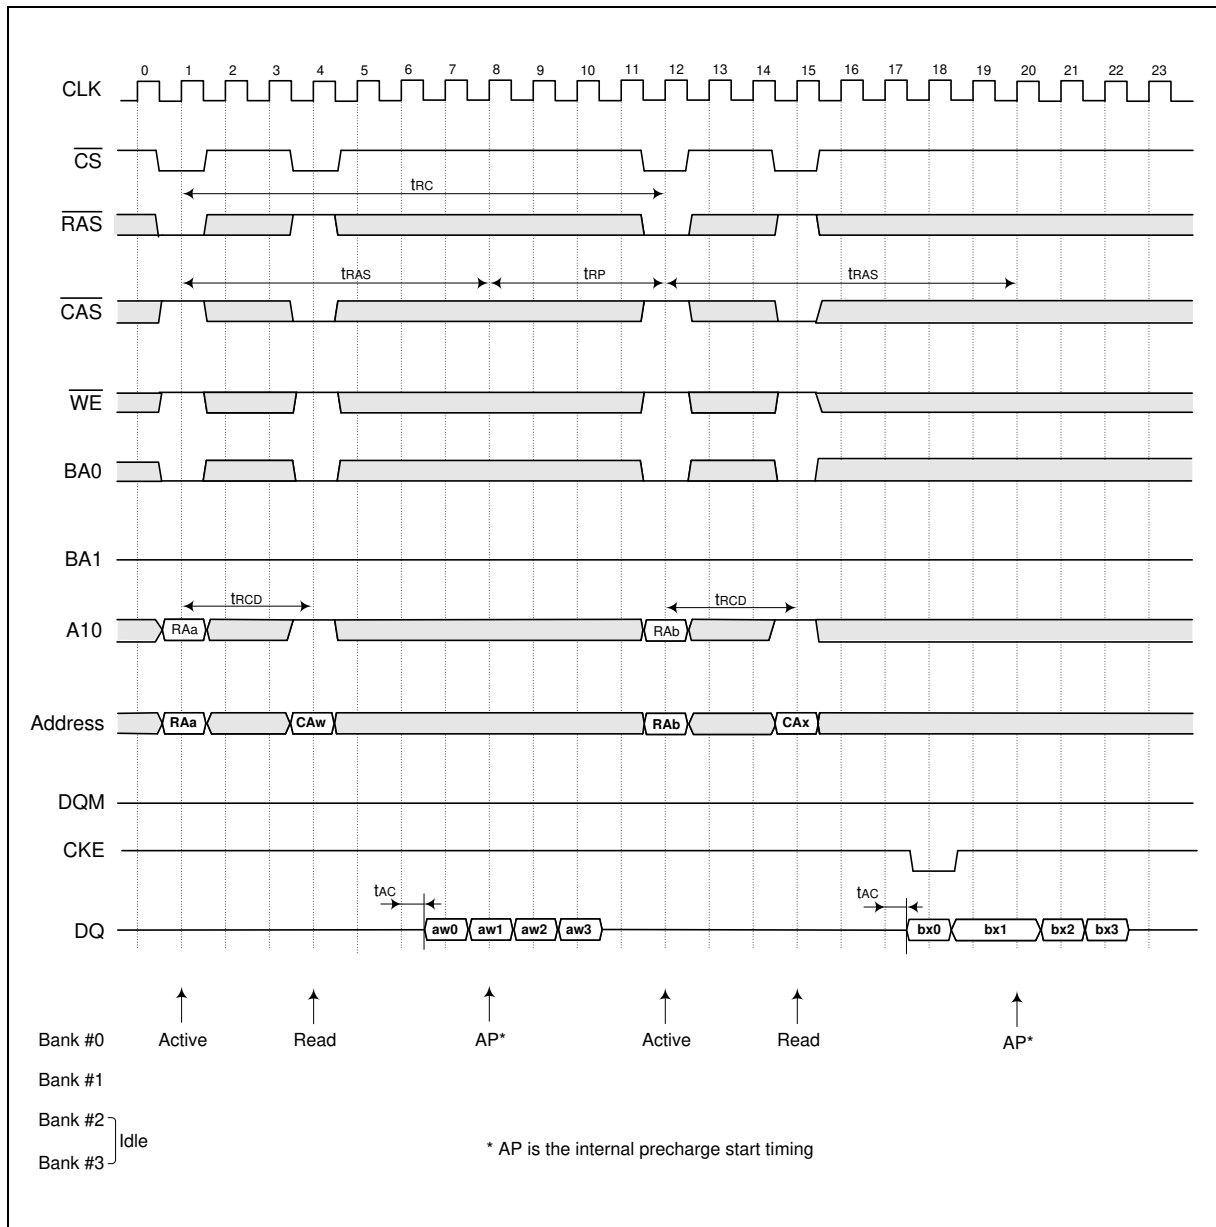 0 1 2 3 4 5 6 7 8 9 10 11 12 13 14 15 16 17 18 19 20 21 22 23
CLK
CS
tRC
RAS
tRAS tRP tRAS
CAS
WE
BA0
BA1
tRCD tRCD
A10 RAa RAb
Address RAa CAw RAb CAx
DQM
CKE
tAC tAC
DQ aw0 aw1 aw2 aw3 bx0 bx1 bx2 bx3
Bank #0 Active Read AP* Active Read AP*
Bank #1
Bank #2
Idle
Bank #3
* AP is the internal precharge start timing